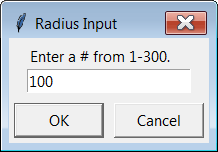 Radius Input
Enter a # from 1-300.
100
OK
Cancel